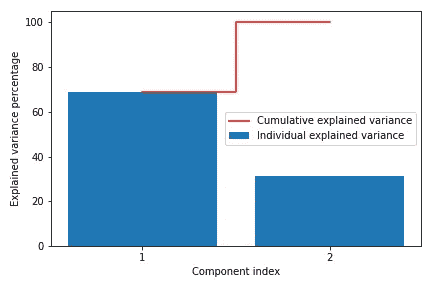 100
80
60
40
20
0
Explained variance percentage
Cumulative explained variance
Individual explained variance
1
2
Component index